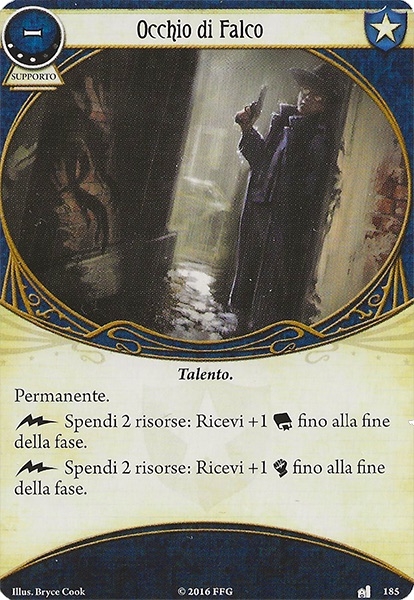 Occhio di Falco
–
SUPPORTO
Talento.
Permanente.
Spendi 2 risorse: Ricevi +1 fino alla fine
della fase.
Spendi 2 risorse: Ricevi +1 fino alla fine
della fase.
Illus. Bryce Cook
© 2016 FFG
185